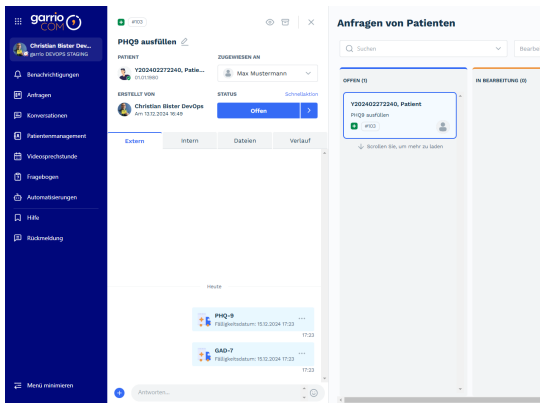 garrio
COM
Christian Bister Dev...
garrio DEVOPS STAGING
Benachrichtigungen
Anfragen
Konversationen
Patientenmanagement
Videosprechstunde
Fragebogen
Automatisierungen
Hilfe
Rückmeldung
Menü minimieren
#103
PHQ9 ausfüllen
PATIENT
Y202402272240, Patie...
01.01.1980
ZUGEWIESEN AN
Max Mustermann
ERSTELLT VON
Christian Bister DevOps
Am 13.12.2024 16:49
STATUS
Schnellaktion
Offen
Extern
Intern
Dateien
Verlauf
Heute
PHQ-9
Fälligkeitsdatum: 15.12.2024 17:23
17:23
GAD-7
Fälligkeitsdatum: 15.12.2024 17:23
17:23
Antworten...
Anfragen von Patienten
Suchen
Bearbe
OFFEN (1)
Y202402272240, Patient
PHQ9 ausfüllen
#103
Scrollen Sie, um mehr zu laden
IN BEARBEITUNG (0)